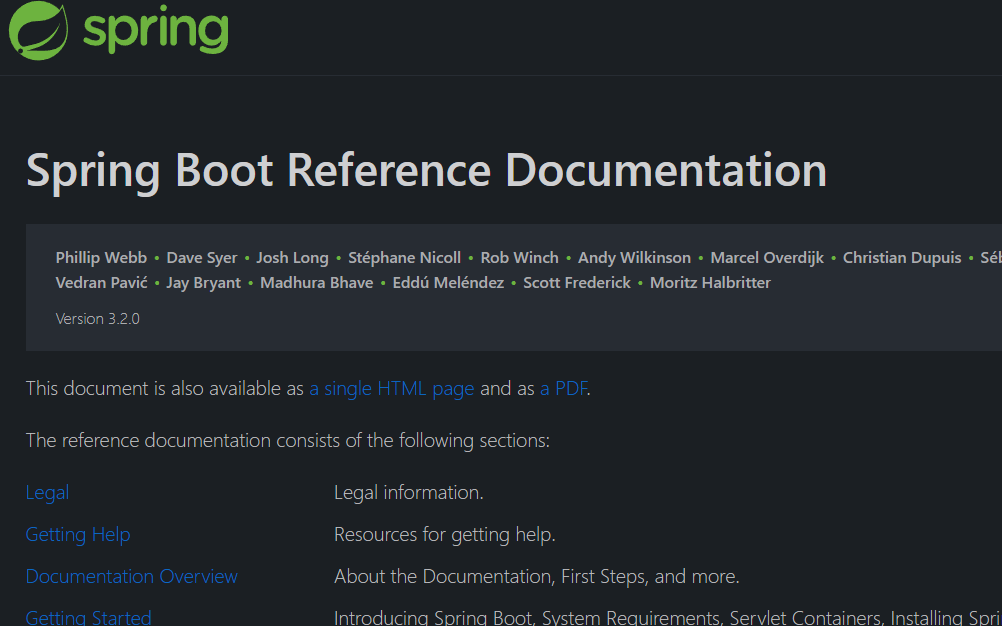 spring
Spring Boot Reference Documentation
Phillip Webb • Dave Syer • Josh Long • Stéphane Nicoll • Rob Winch • Andy Wilkinson • Marcel Overdijk • Christian Dupuis •
Vedran Pavić • Jay Bryant • Madhura Bhave • Eddú Meléndez • Scott Frederick • Moritz Halbritter
Version 3.2.0
This document is also available as a single HTML page and as a PDF.
The reference documentation consists of the following sections:
Legal Legal information.
Getting Help Resources for getting help.
Documentation Overview About the Documentation, First Steps, and more.
Getting Started Introducing Spring Boot, System Requirements, Servlet Containers, Installing